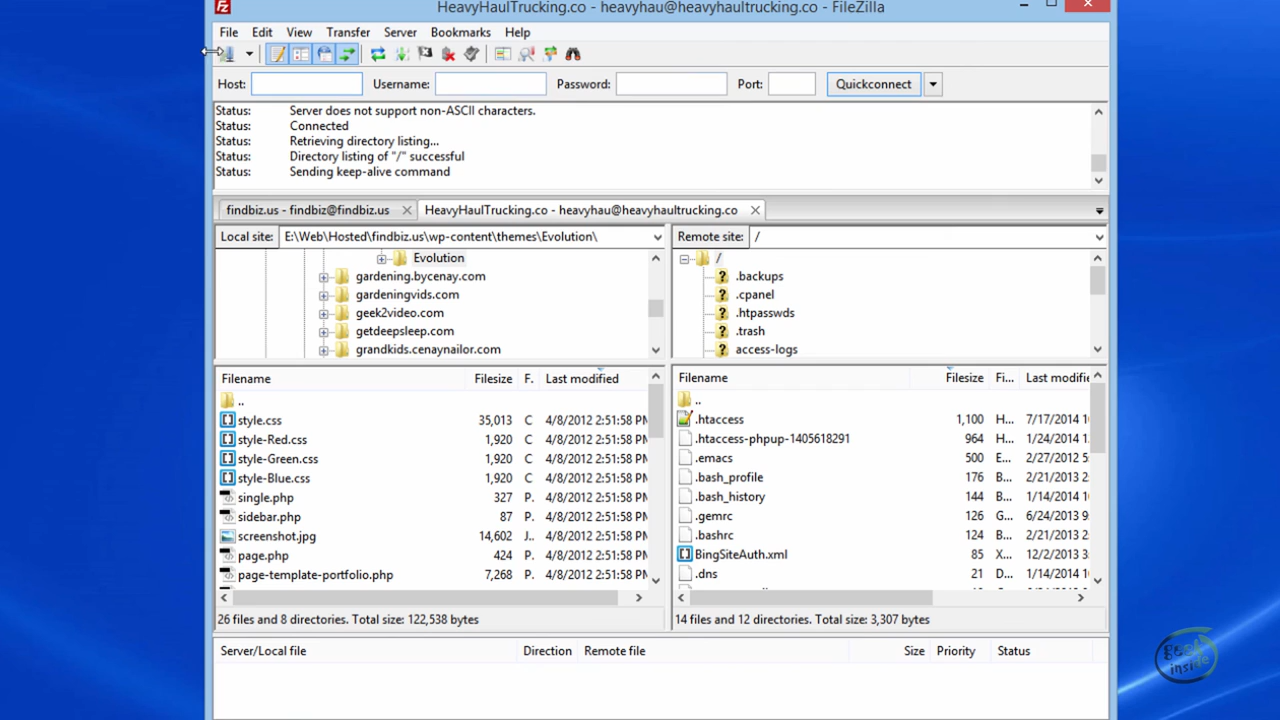 HeavyHaulTrucking.co - heavyhau@heavyhaultrucking.co - FileZilla
File Edit View Transfer Server Bookmarks Help
Host: Username: Password: Port: Quickconnect
Status: Server does not support non-ASCII characters.
Status: Connected
Status: Retrieving directory listing...
Status: Directory listing of "/" successful
Status: Sending keep-alive command
findbiz.us - findbiz@findbiz.us HeavyHaulTrucking.co - heavyhau@heavyhaultrucking.co
Local site: E:\Web\Hosted\findbiz.us\wp-content\themes\Evolution\
Evolution
gardening.bycenay.com
gardeningvids.com
geek2video.com
getdeepsleep.com
grandkids.cenaynailor.com
Remote site: /
/
.backups
.cpanel
.htpasswds
.trash
access-logs
Filename Filesize F. Last modified
..
style.css 35,013 C 4/8/2012 2:51:58 PM
style-Red.css 1,920 C 4/8/2012 2:51:58 PM
style-Green.css 1,920 C 4/8/2012 2:51:58 PM
style-Blue.css 1,920 C 4/8/2012 2:51:58 PM
single.php 327 P. 4/8/2012 2:51:58 PM
sidebar.php 87 P. 4/8/2012 2:51:58 PM
screenshot.jpg 14,602 J.. 4/8/2012 2:51:58 PM
page.php 424 P. 4/8/2012 2:51:58 PM
page-template-portfolio.php 7,268 P. 4/8/2012 2:51:58 PM
26 files and 8 directories. Total size: 122,538 bytes
Filename Filesize Fi... Last modifie
..
.htaccess 1,100 H... 7/17/2014 1
.htaccess-phpup-1405618291 964 H... 1/24/2014 1
.emacs 500 E... 2/27/2012 5:
.bash_profile 176 B... 2/21/2013 2
.bash_history 144 B... 1/14/2014 1
.gemrc 126 G... 6/24/2013 9
.bashrc 124 B... 2/21/2013 2
BingSiteAuth.xml 85 X... 12/2/2013 3
.dns 21 D... 1/14/2014 1
14 files and 12 directories. Total size: 3,307 bytes
Server/Local file Direction Remote file Size Priority Status
geek
inside